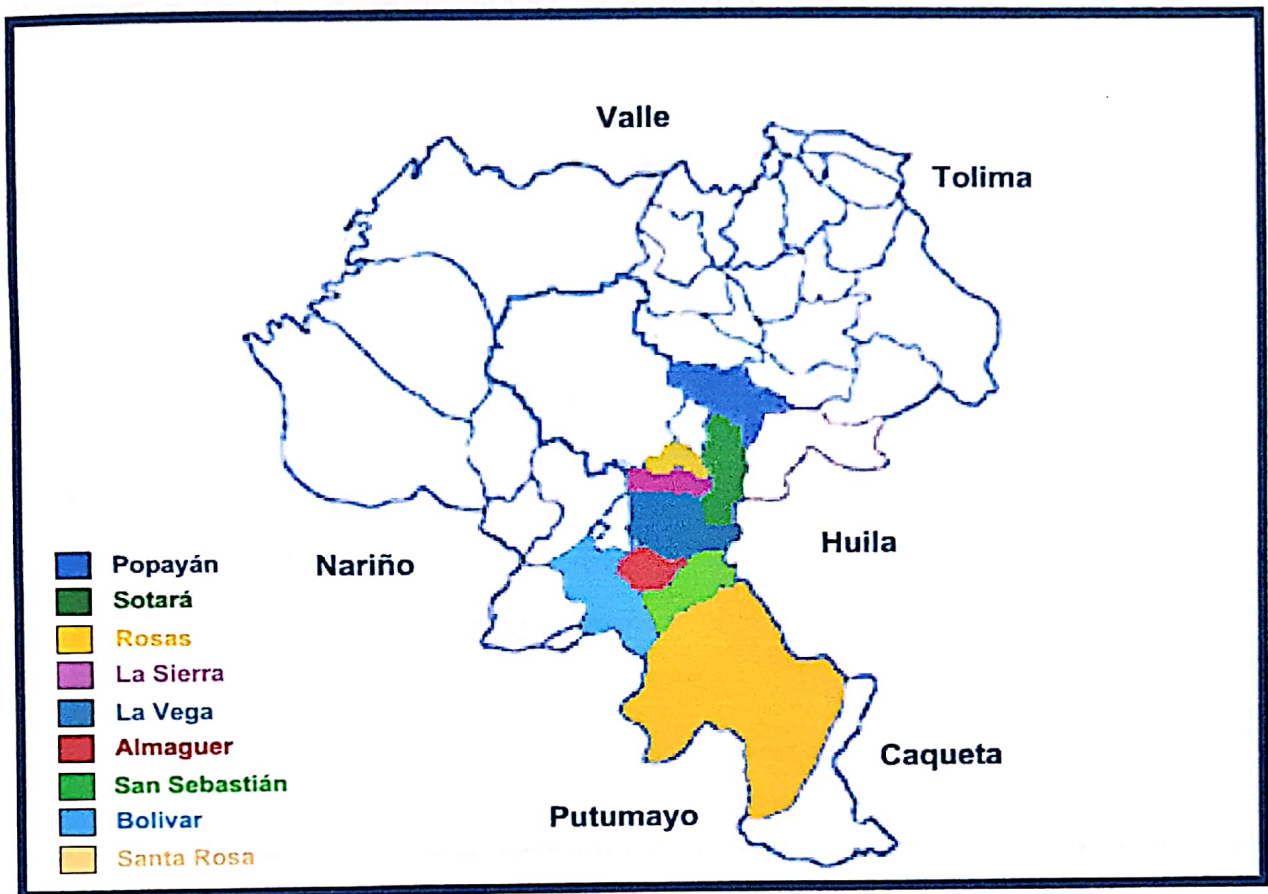 Valle
Tolima
Huila
Nariño
Caqueta
Putumayo
Popayán
Sotará
Rosas
La Sierra
La Vega
Almaguer
San Sebastián
Bolivar
Santa Rosa